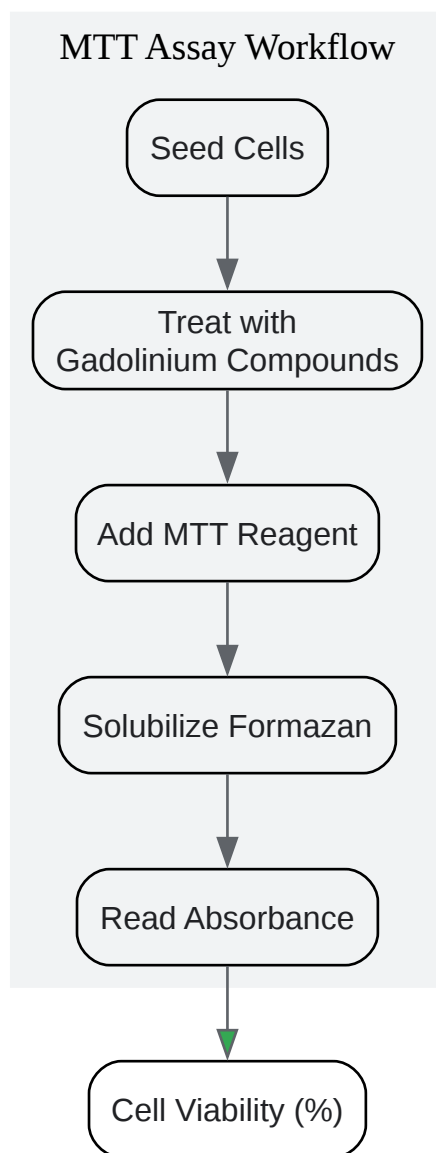 MTT Assay Workflow
Seed Cells
Treat with
Gadolinium Compounds
Add MTT Reagent
Solubilize Formazan
Read Absorbance
Cell Viability (%)